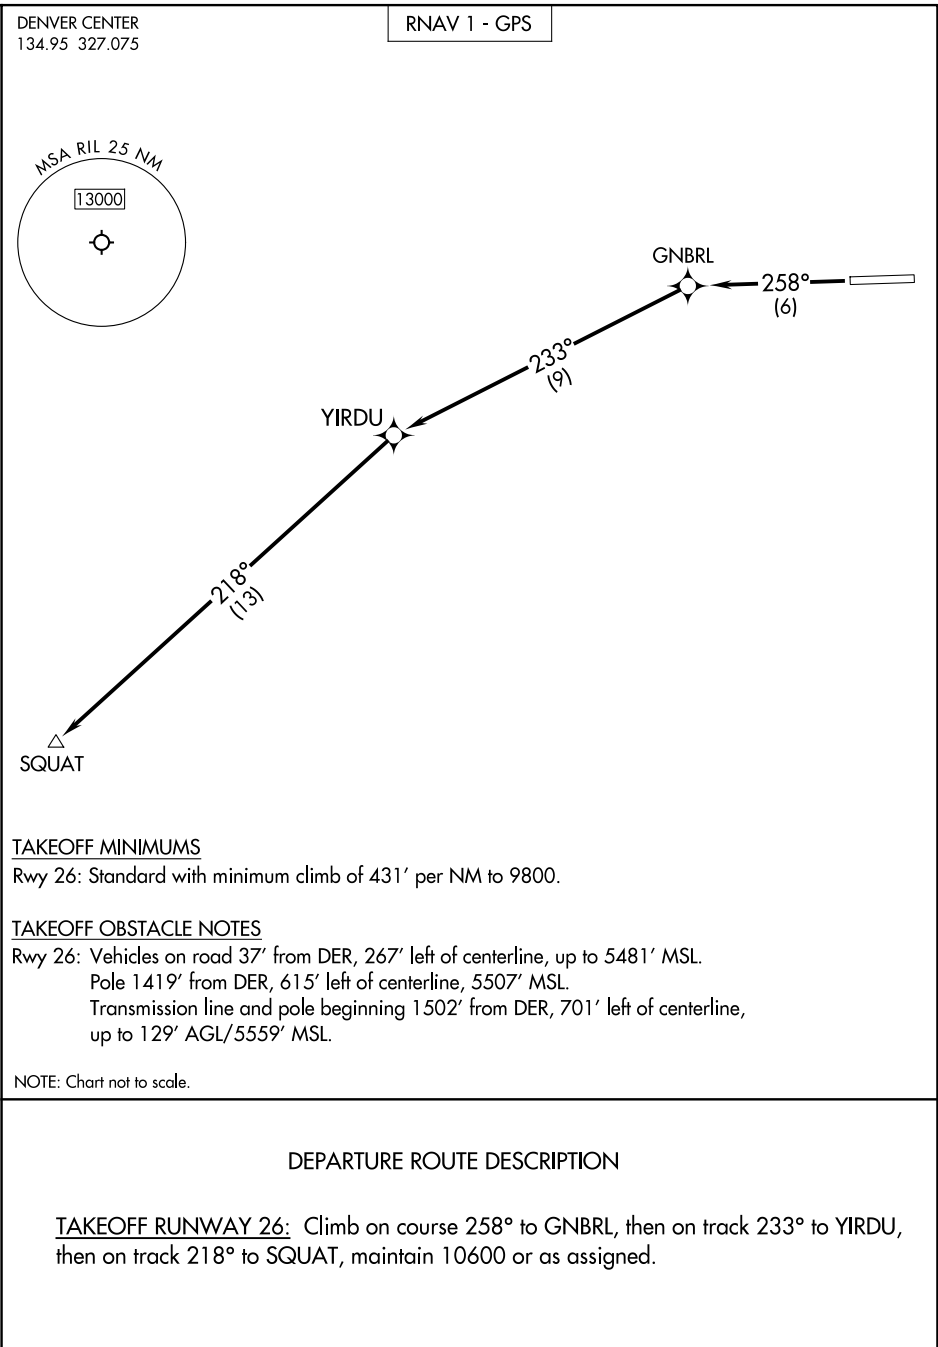 DENVER CENTER
134.95 327.075
RNAV 1 - GPS
MSA RIL 25 NM
13000
GNBRL
258°
(6)
233°
(9)
YIRDU
218°
(13)
SQUAT
TAKEOFF MINIMUMS
Rwy 26: Standard with minimum climb of 431' per NM to 9800.
TAKEOFF OBSTACLE NOTES
Rwy 26: Vehicles on road 37' from DER, 267' left of centerline, up to 5481' MSL.
Pole 1419' from DER, 615' left of centerline, 5507' MSL.
Transmission line and pole beginning 1502' from DER, 701' left of centerline,
up to 129' AGL/5559' MSL.
NOTE: Chart not to scale.
DEPARTURE ROUTE DESCRIPTION
TAKEOFF RUNWAY 26: Climb on course 258° to GNBRL, then on track 233° to YIRDU,
then on track 218° to SQUAT, maintain 10600 or as assigned.